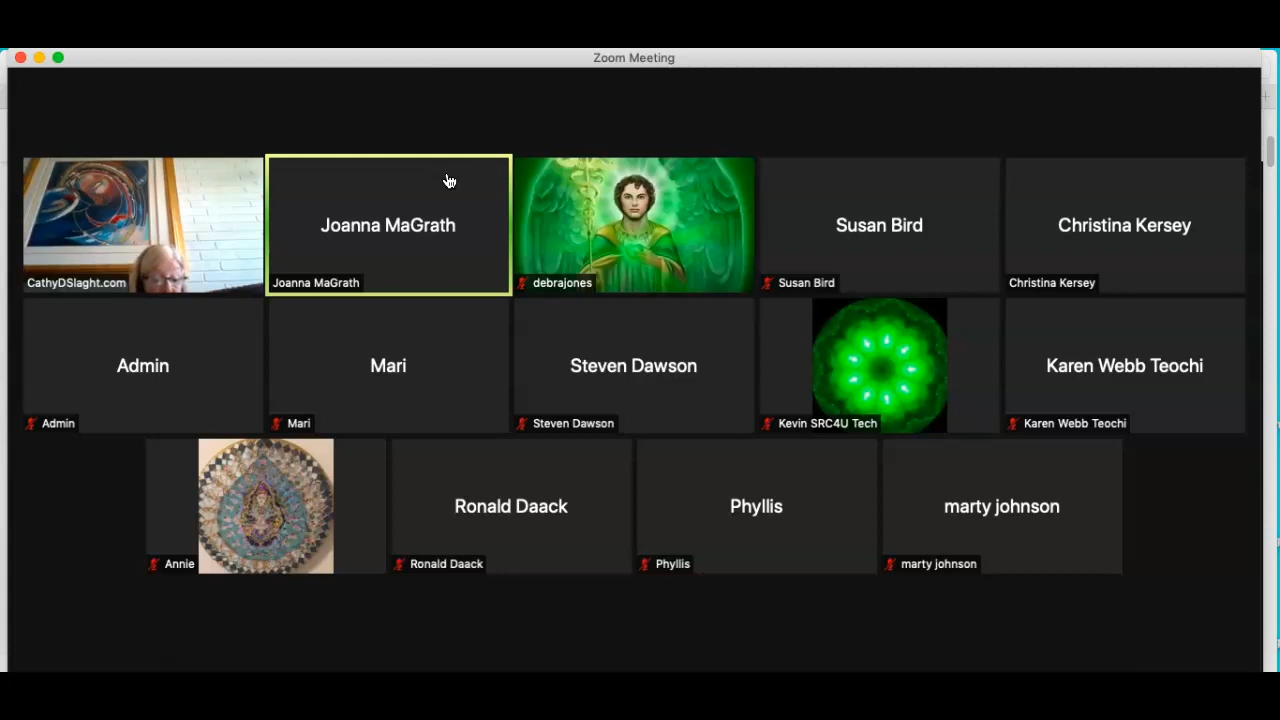 Zoom Meeting
Joanna MaGrath
Susan Bird
Christina Kersey
CathyDSlaght.com
Joanna MaGrath
debrajones
Susan Bird
Christina Kersey
Admin
Mari
Steven Dawson
Karen Webb Teochi
Admin
Mari
Steven Dawson
Kevin SRC4U Tech
Karen Webb Teochi
Ronald Daack
Phyllis
marty johnson
Annie
Ronald Daack
Phyllis
marty johnson